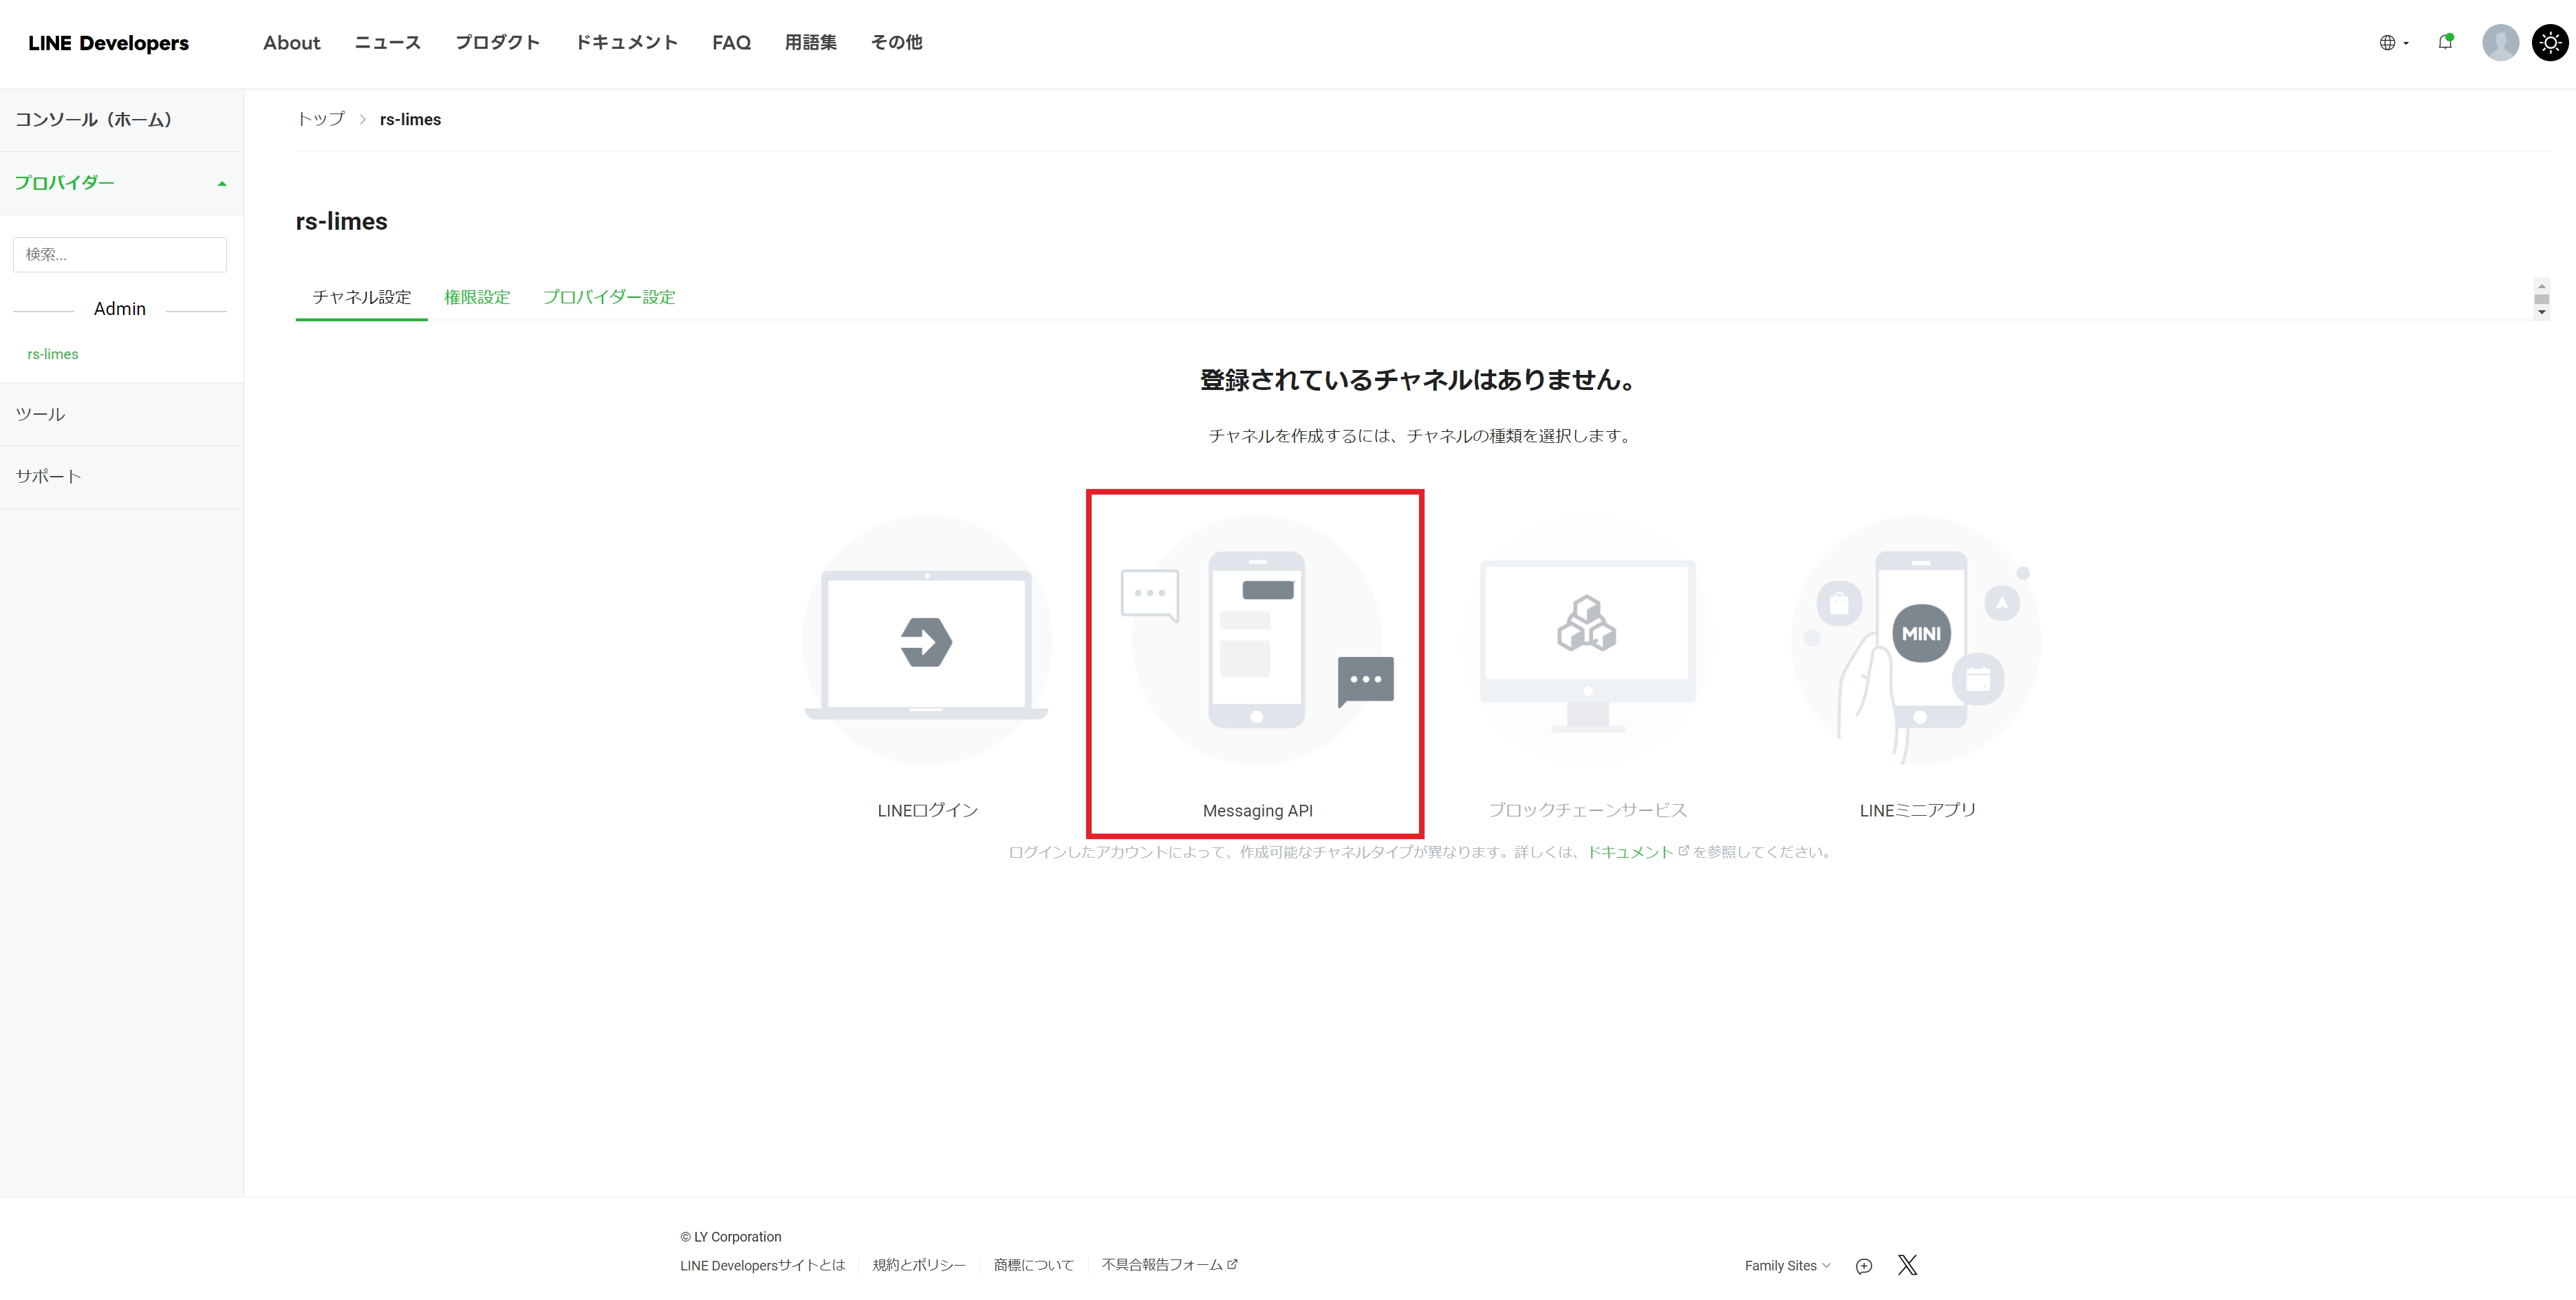 LINE Developers About ニュース プロダクト ドキュメント FAQ 用語集 その他
コンソール（ホーム）
プロバイダー
検索...
Admin
rs-limes
ツール
サポート
トップ > rs-limes
rs-limes
チャネル設定 権限設定 プロバイダー設定
登録されているチャネルはありません。
チャネルを作成するには、チャネルの種類を選択します。
MINI
LINEログイン Messaging API ブロックチェーンサービス LINEミニアプリ
ログインしたアカウントによって、作成可能なチャネルタイプが異なります。詳しくは、ドキュメント を参照してください。
© LY Corporation
LINE Developersサイトとは 規約とポリシー 商標について 不具合報告フォーム Family Sites